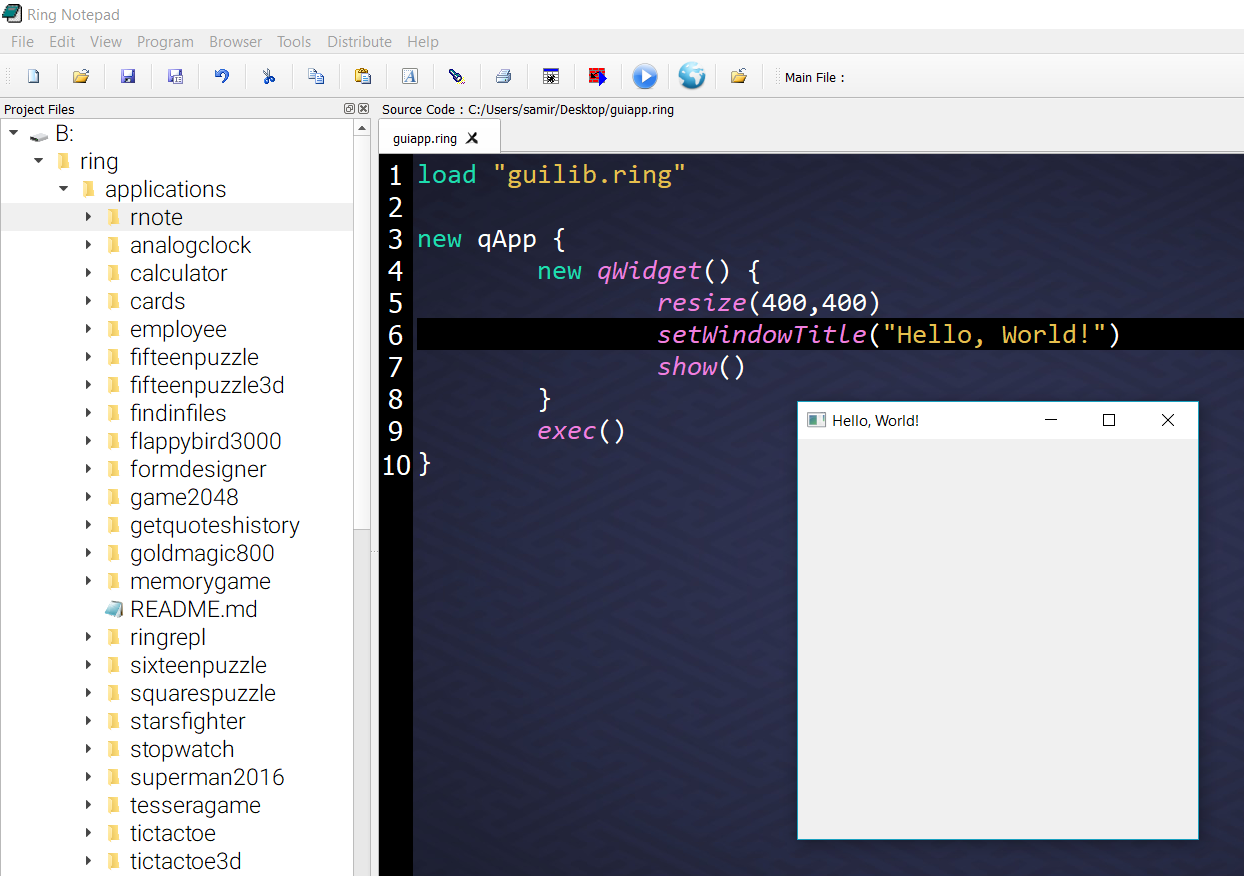 Ring Notepad
File Edit View Program Browser Tools Distribute Help
Main File :
Project Files
B:
ring
applications
rnote
analogclock
calculator
cards
employee
fifteenpuzzle
fifteenpuzzle3d
findinfiles
flappybird3000
formdesigner
game2048
getquoteshistory
goldmagic800
memorygame
README.md
ringrepl
sixteenpuzzle
squarespuzzle
starsfighter
stopwatch
superman2016
tesseragame
tictactoe
tictactoe3d
Source Code : C:/Users/samir/Desktop/guiapp.ring
guiapp.ring
1 load "guilib.ring"
2
3 new qApp {
4         new qWidget() {
5                 resize(400,400)
6                 setWindowTitle("Hello, World!")
7                 show()
8         }
9         exec()
10 }
Hello, World!